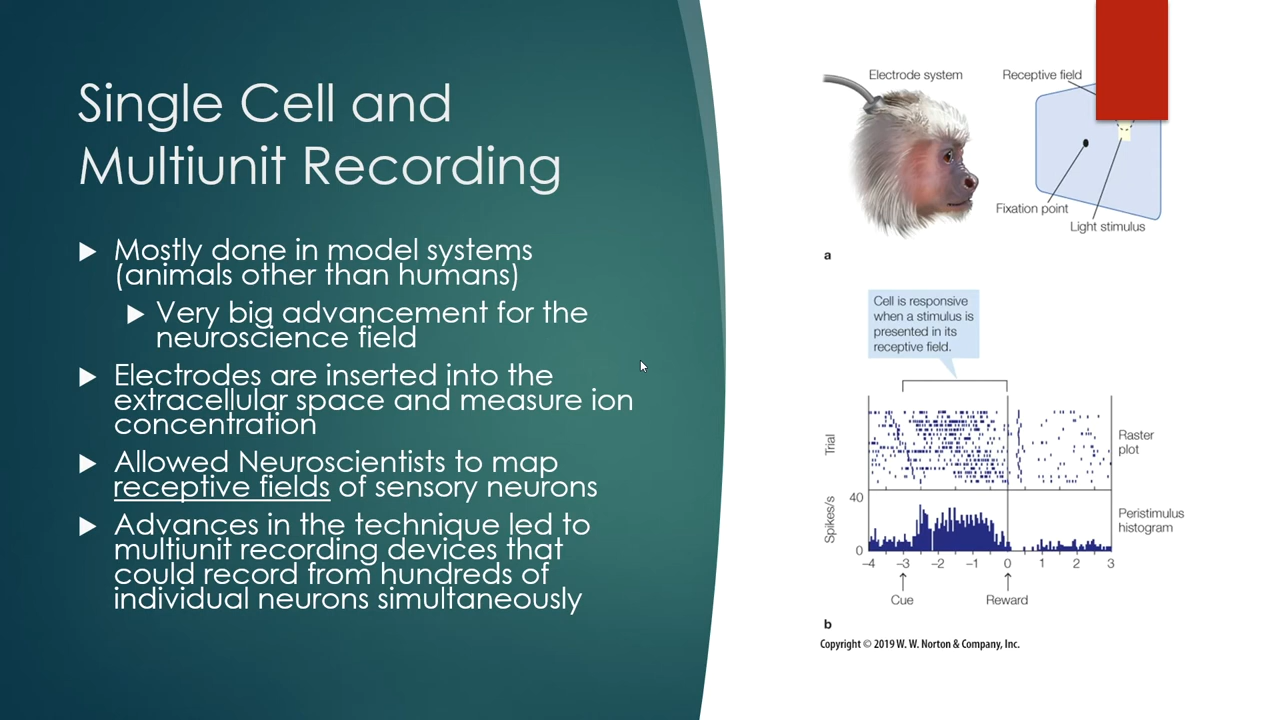 Single Cell and
Multiunit Recording
Mostly done in model systems
(animals other than humans)
Very big advancement for the
neuroscience field
Electrodes are inserted into the
extracellular space and measure ion
concentration
Allowed Neuroscientists to map
receptive fields of sensory neurons
Advances in the technique led to
multiunit recording devices that
could record from hundreds of
individual neurons simultaneously
Electrode system
Receptive field
Fixation point
Light stimulus
a
Cell is responsive
when a stimulus is
presented in its
receptive field.
Trial
Raster
plot
Spikes/s
40
0
Peristimulus
histogram
–4 –3 –2 –1 0 1 2 3
Cue
Reward
b
Copyright © 2019 W. W. Norton & Company, Inc.